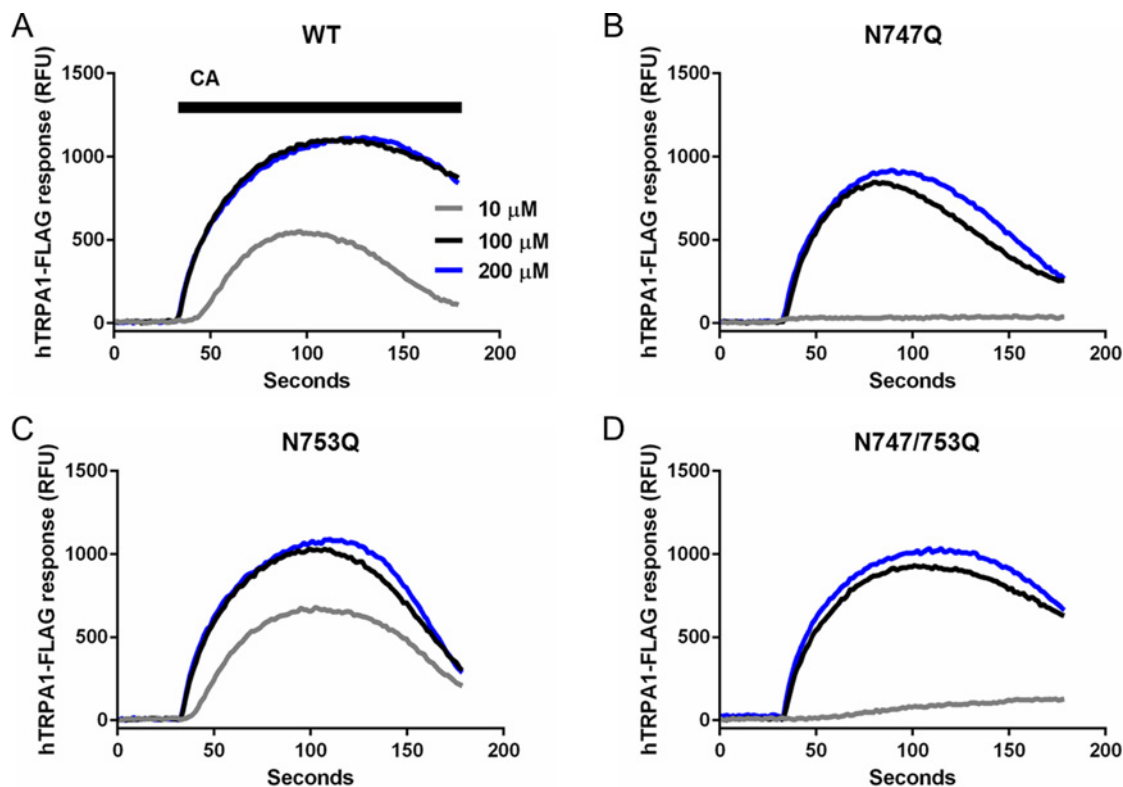 A
WT
hTRPA1-FLAG response (RFU)
1500
1000
500
0
CA
10 μM
100 μM
200 μM
0 50 100 150 200
Seconds
B
N747Q
hTRPA1-FLAG response (RFU)
1500
1000
500
0
0 50 100 150 200
Seconds
C
N753Q
hTRPA1-FLAG response (RFU)
1500
1000
500
0
0 50 100 150 200
Seconds
D
N747/753Q
hTRPA1-FLAG response (RFU)
1500
1000
500
0
0 50 100 150 200
Seconds